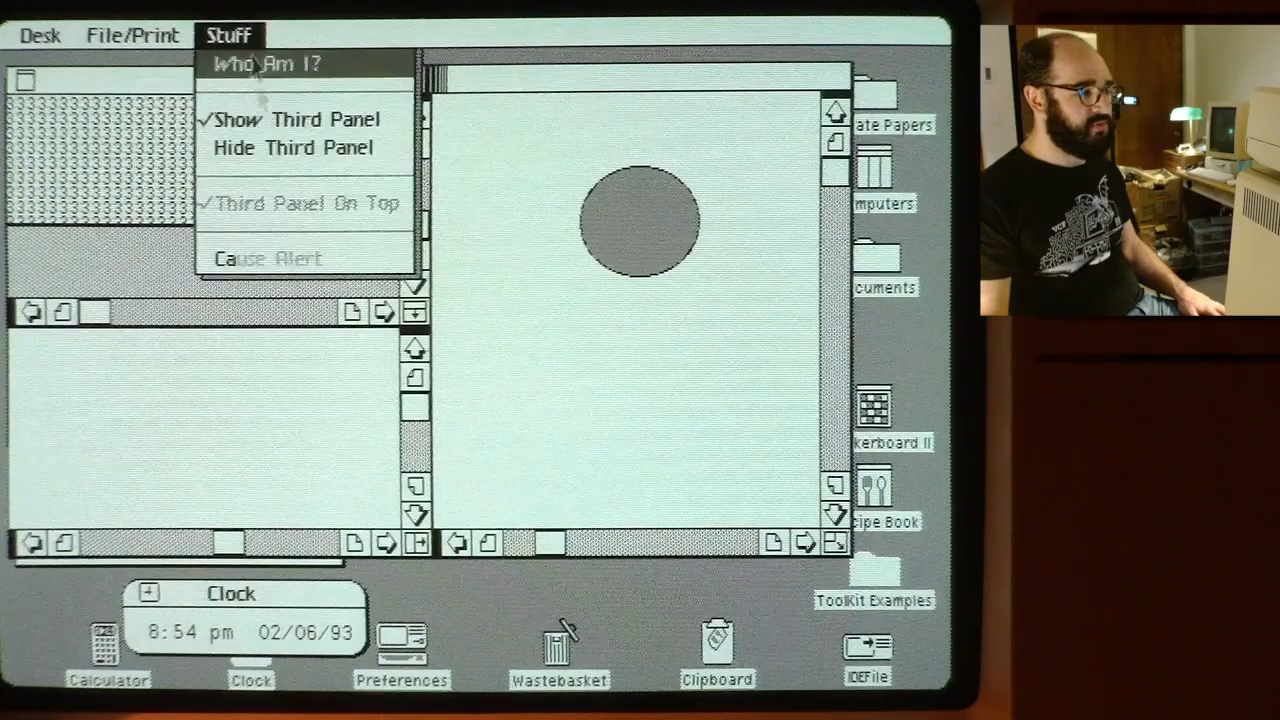 Desk File/Print Stuff
Who Am I?
✓Show Third Panel
Hide Third Panel
✓Third Panel On Top
Cause Alert
ate Papers
mputers
cuments
kerboard II
ipe Book
ToolKit Examples
Clock
8:54 pm 02/06/93
Calculator
Clock
Preferences
Wastebasket
Clipboard
IDEFile